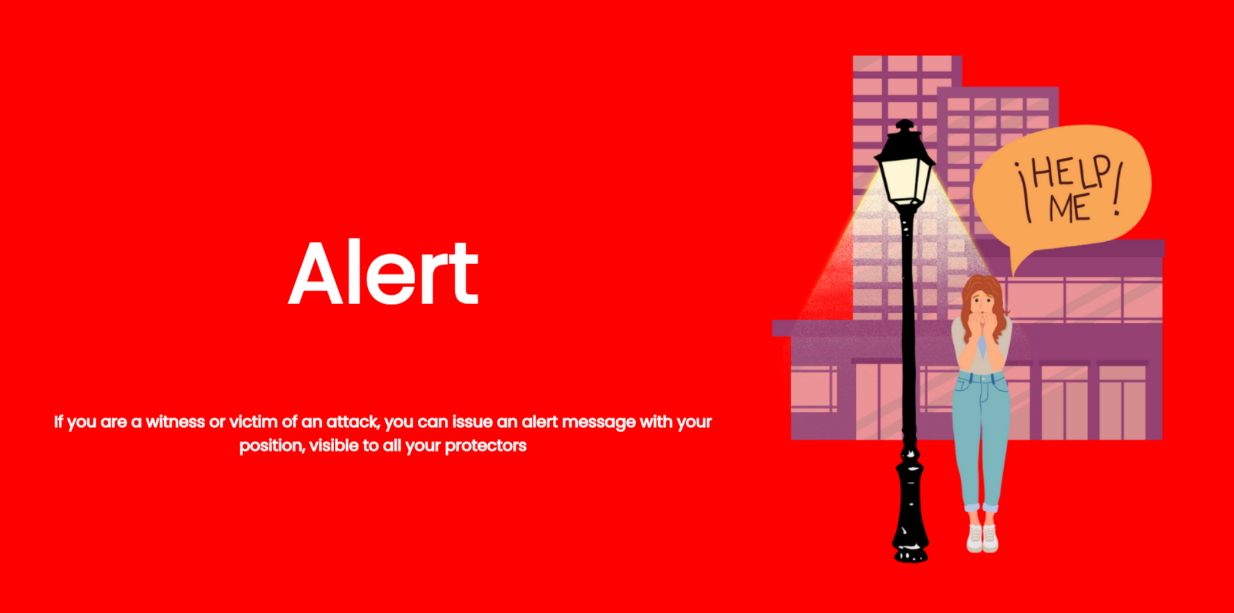 Alert
If you are a witness or victim of an attack, you can issue an alert message with your
position, visible to all your protectors
¡HELP
ME!